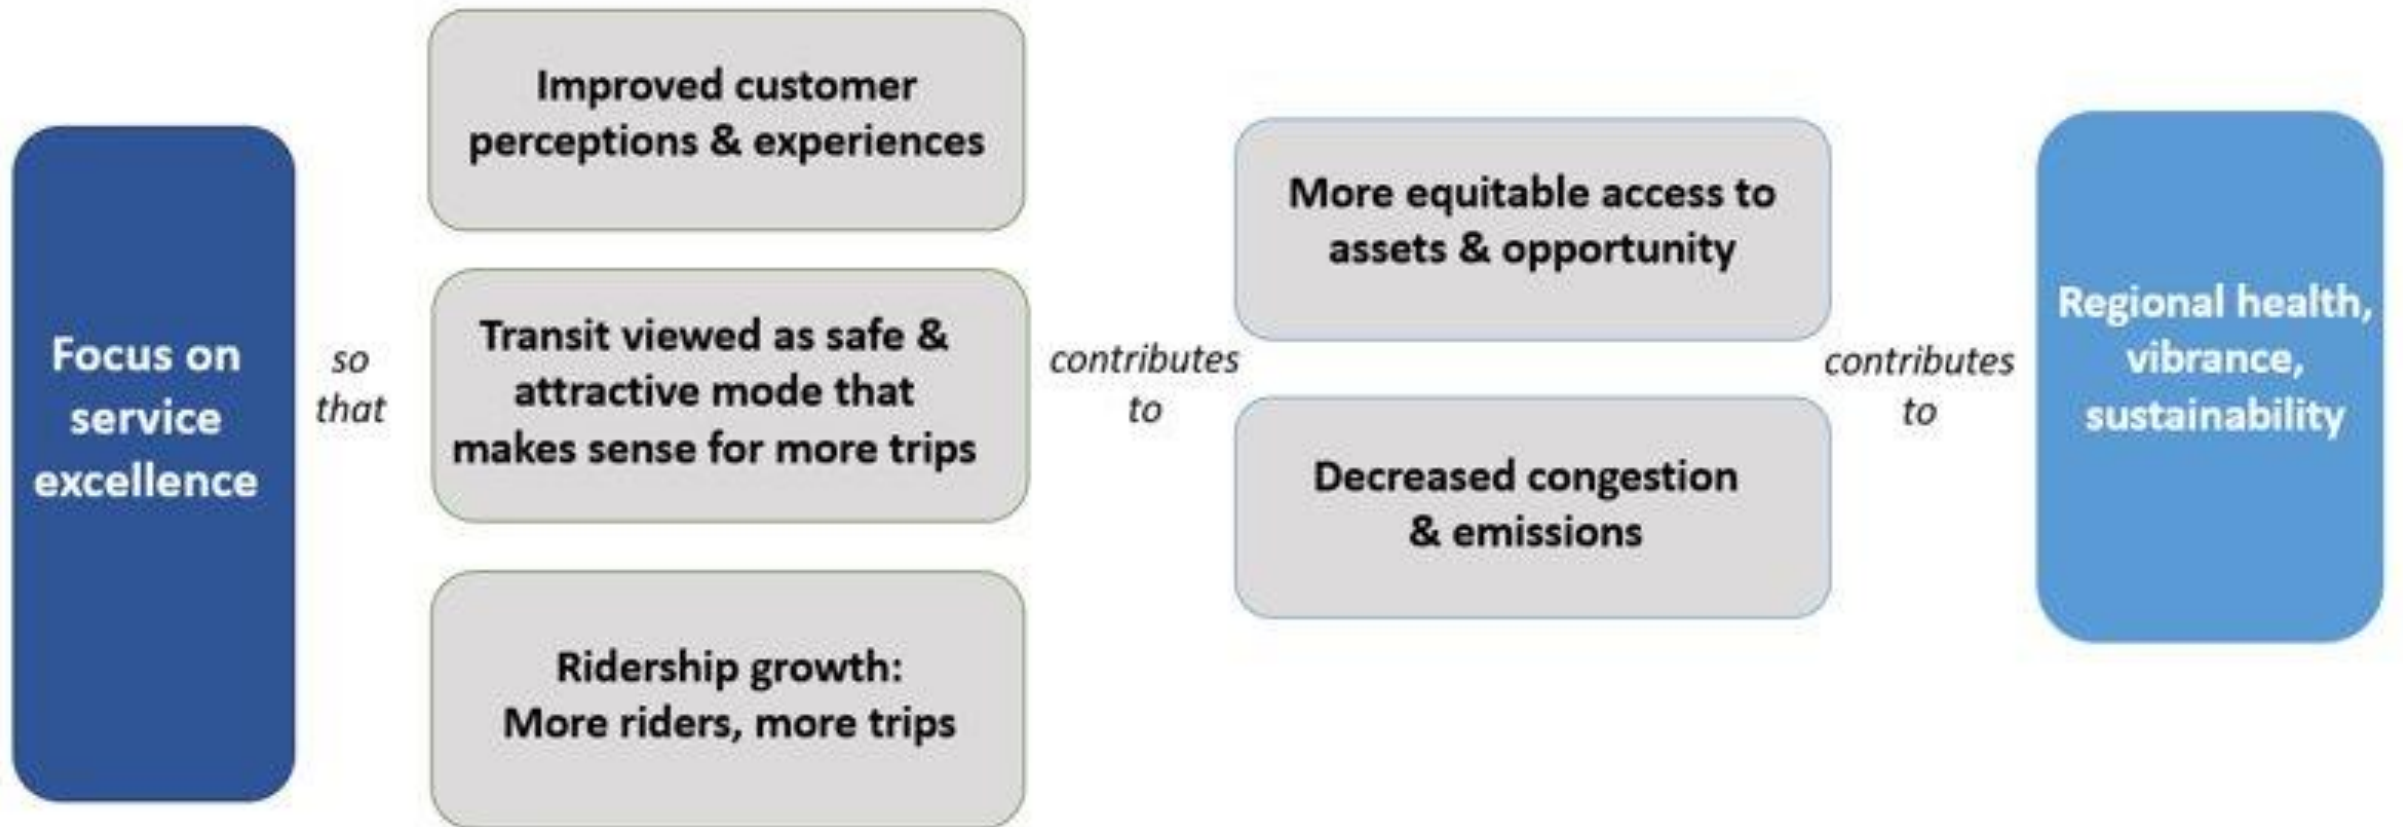 Focus on
service
excellence
so
that
Improved customer
perceptions & experiences
Transit viewed as safe &
attractive mode that
makes sense for more trips
Ridership growth:
More riders, more trips
contributes
to
More equitable access to
assets & opportunity
Decreased congestion
& emissions
contributes
to
Regional health,
vibrance,
sustainability